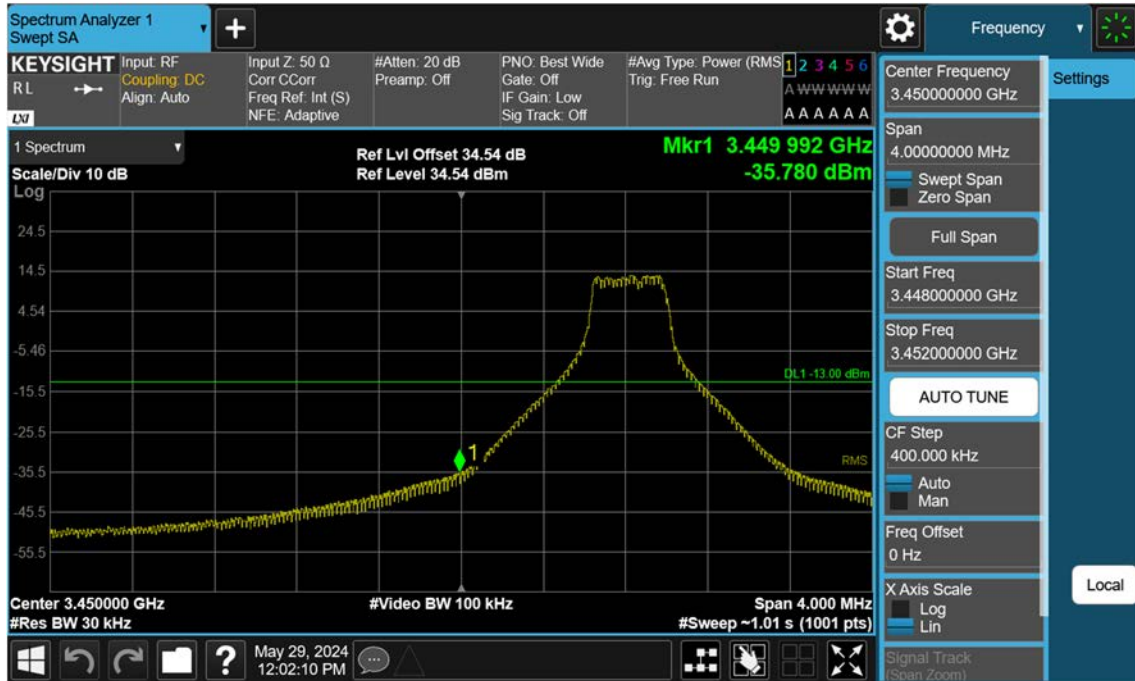 Spectrum Analyzer 1
Swept SA
+
Frequency
KEYSIGHT
R L
LXI
Input: RF
Coupling: DC
Align: Auto
Input Z: 50 Ω
Corr CCorr
Freq Ref: Int (S)
NFE: Adaptive
#Atten: 20 dB
Preamp: Off
PNO: Best Wide
Gate: Off
IF Gain: Low
Sig Track: Off
#Avg Type: Power (RMS
Trig: Free Run
1 2 3 4 5 6
A W W W W W
A A A A A A
1 Spectrum
Scale/Div 10 dB
Log
Ref Lvl Offset 34.54 dB
Ref Level 34.54 dBm
Mkr1 3.449 992 GHz
-35.780 dBm
24.5
14.5
4.54
-5.46
-15.5
-25.5
-35.5
-45.5
-55.5
DL1 -13.00 dBm
1
RMS
Center 3.450000 GHz
#Res BW 30 kHz
#Video BW 100 kHz
Span 4.000 MHz
#Sweep ~1.01 s (1001 pts)
Center Frequency
3.450000000 GHz
Settings
Span
4.00000000 MHz
Swept Span
Zero Span
Full Span
Start Freq
3.448000000 GHz
Stop Freq
3.452000000 GHz
AUTO TUNE
CF Step
400.000 kHz
Auto
Man
Freq Offset
0 Hz
X Axis Scale
Log
Lin
Local
Signal Track
(Span Zoom)
?
May 29, 2024
12:02:10 PM